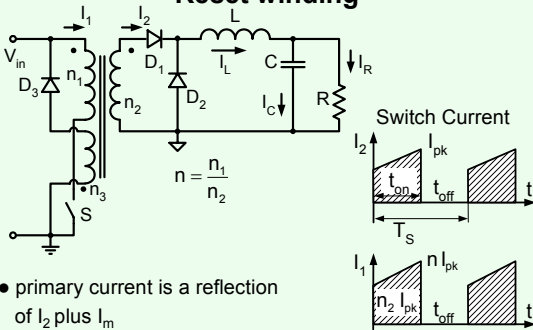 Reset winding
I1 I2 L
Vin n1 n2 D1 IL C IR
D3 D2 IC R
n3
S
n = n1
n2
Switch Current
I2 Ipk
ton toff t
TS
I1 n Ipk
n2 Ipk toff t
● primary current is a reflection
of I2 plus Im